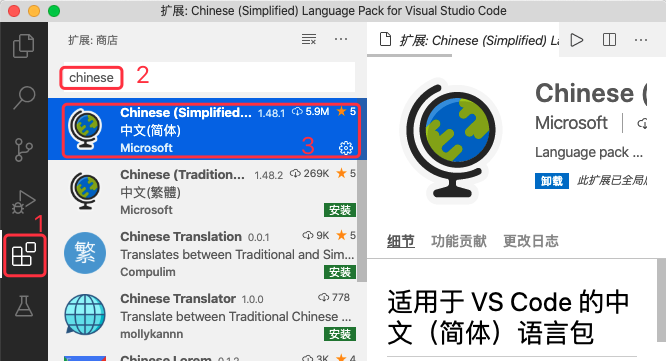 扩展: Chinese (Simplified) Language Pack for Visual Studio Code
扩展: 商店
chinese
2
Chinese (Simplified... 1.48.1 5.9M 5
中文(简体)
Microsoft
3
Chinese (Tradition... 1.48.2 269K 5
中文(繁體)
Microsoft 安装
1
繁
Chinese Translation 0.0.1 9K 5
Translates between Traditional and Sim...
Compulim 安装
Chinese Translator 1.0.0 778
Translate between Traditional Chinese ...
mollykannn 安装
Chinese Lorem 0.1.2 3K 4
扩展: Chinese (Simplified) La
Chinese (
Microsoft
Language pack ...
卸载 此扩展已全局
细节 功能贡献 更改日志
适用于 VS Code 的中
文（简体）语言包